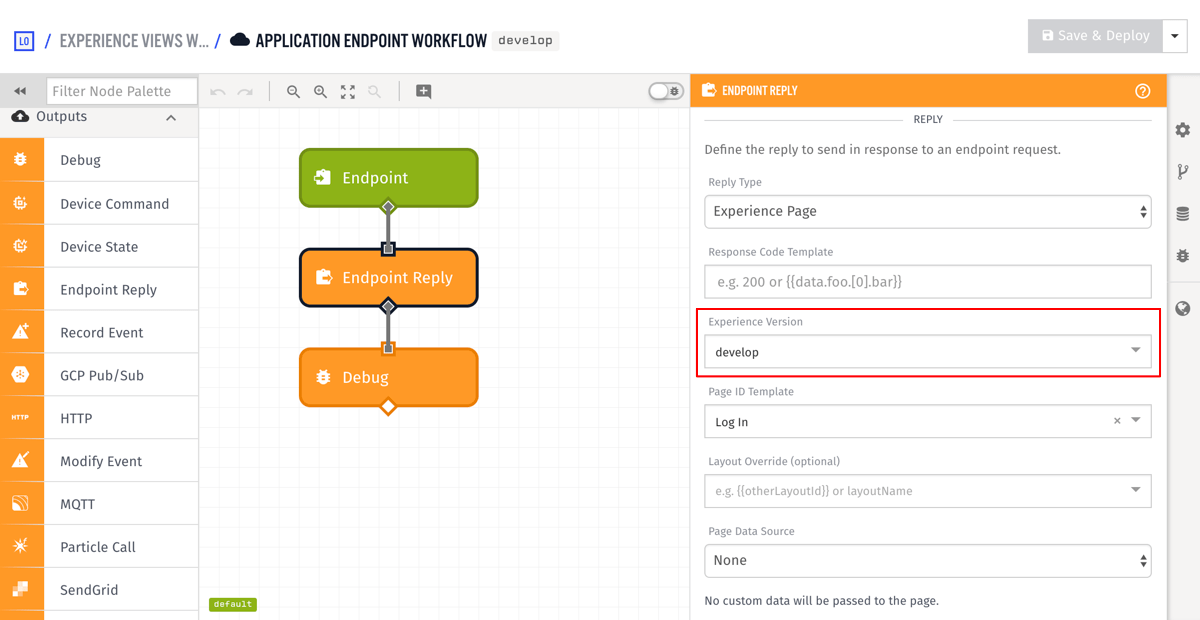 LO / EXPERIENCE VIEWS W... / APPLICATION ENDPOINT WORKFLOW develop
Save & Deploy
Filter Node Palette
Outputs
Debug
Device Command
Device State
Endpoint Reply
Record Event
GCP Pub/Sub
HTTP HTTP
Modify Event
MQTT
Particle Call
SendGrid
Endpoint
Endpoint Reply
Debug
default
ENDPOINT REPLY
REPLY
Define the reply to send in response to an endpoint request.
Reply Type
Experience Page
Response Code Template
e.g. 200 or {{data.foo.[0].bar}}
Experience Version
develop
Page ID Template
Log In ×
Layout Override (optional)
e.g. {{otherLayoutId}} or layoutName
Page Data Source
None
No custom data will be passed to the page.